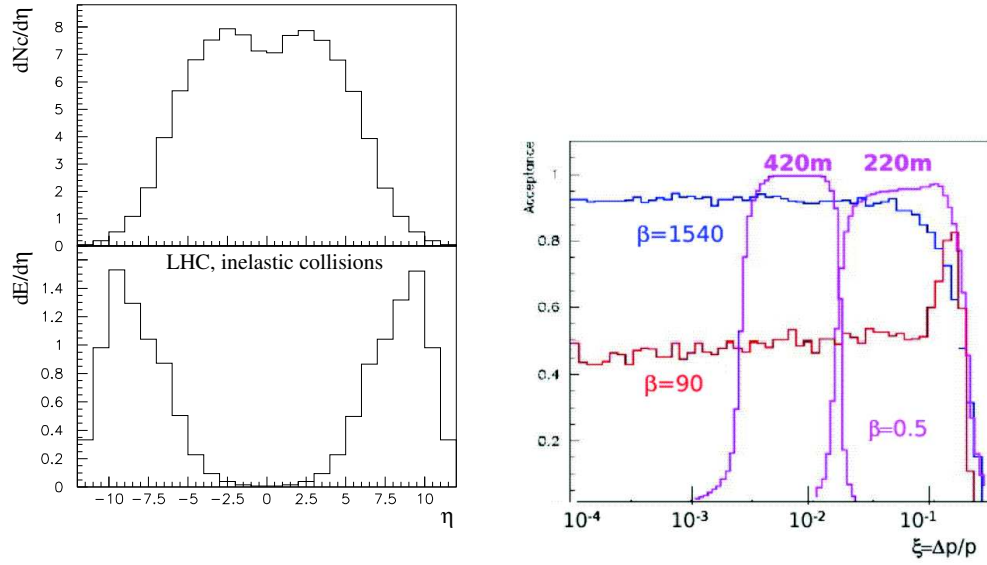 dNc/dη
8
7
6
5
4
3
2
1
0
LHC, inelastic collisions
dE/dη
1.4
1.2
1
0.8
0.6
0.4
0.2
0
−10 −7.5 −5 −2.5 0 2.5 5 7.5 10
η
Acceptance
1
0.8
0.6
0.4
0.2
420m 220m
β=1540
β=90
β=0.5
10⁻⁴ 10⁻³ 10⁻² 10⁻¹
ξ=Δp/p